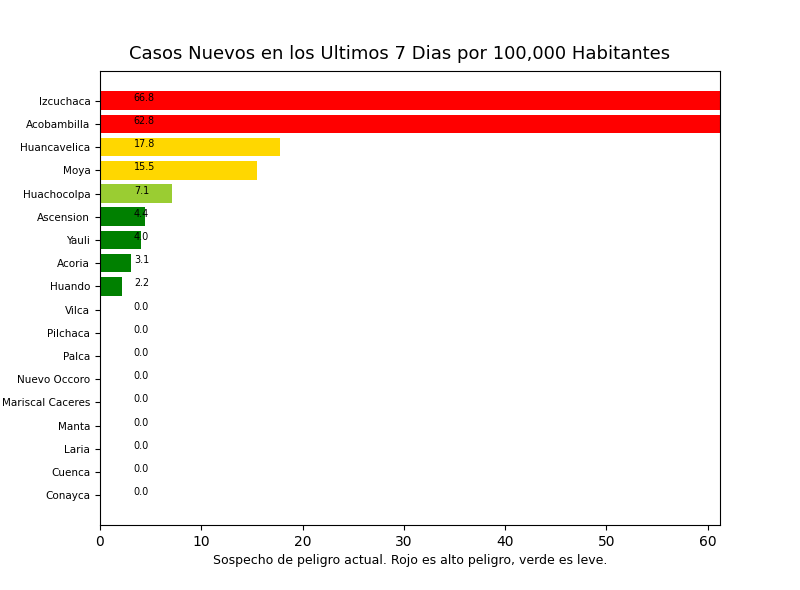 Casos Nuevos en los Ultimos 7 Dias por 100,000 Habitantes
Izcuchaca 66.8
Acobambilla 62.8
Huancavelica 17.8
Moya 15.5
Huachocolpa 7.1
Ascension 4.4
Yauli 4.0
Acoria 3.1
Huando 2.2
Vilca 0.0
Pilchaca 0.0
Palca 0.0
Nuevo Occoro 0.0
Mariscal Caceres 0.0
Manta 0.0
Laria 0.0
Cuenca 0.0
Conayca 0.0
0 10 20 30 40 50 60
Sospecho de peligro actual. Rojo es alto peligro, verde es leve.